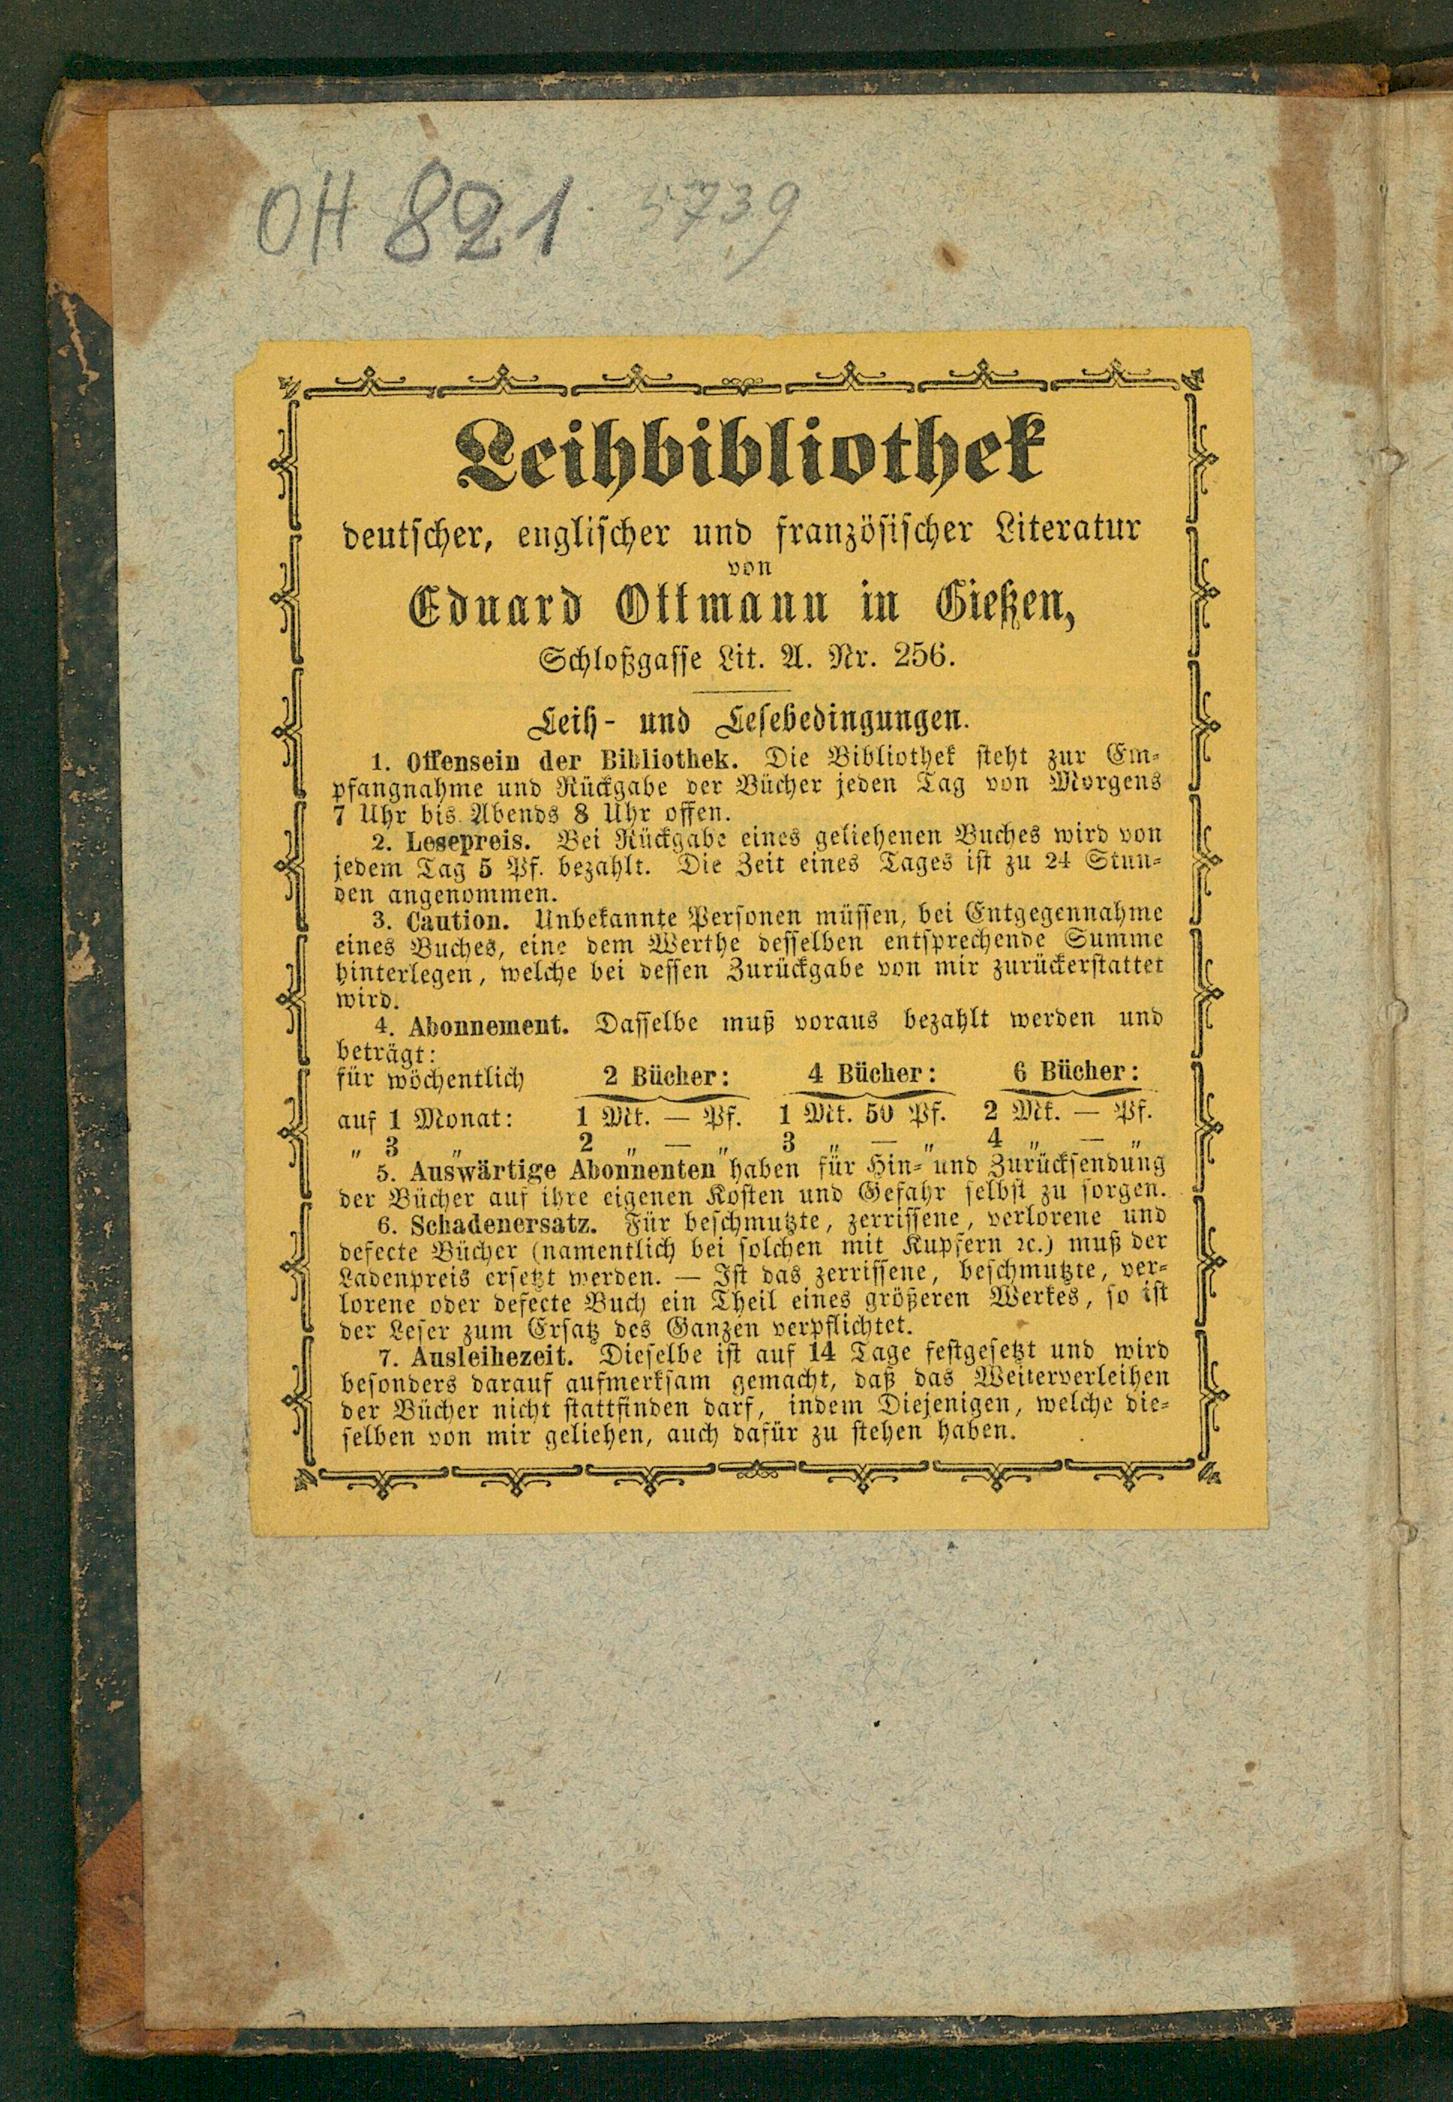 OH 821 5739
Leihbibliothek
deutscher, englischer und französischer Literatur
von
Eduard Ottmann in Gießen,
Schloßgasse Lit. A. Nr. 256.
Leih- und Lesebedingungen.
1. Offensein der Bibliothek. Die Bibliothek steht zur Em-
pfangnahme und Rückgabe der Bücher jeden Tag von Morgens
7 Uhr bis Abends 8 Uhr offen.
2. Lesepreis. Bei Rückgabe eines geliehenen Buches wird von
jedem Tag 5 Pf. bezahlt. Die Zeit eines Tages ist zu 24 Stun-
den angenommen.
3. Caution. Unbekannte Personen müssen, bei Entgegennahme
eines Buches, eine dem Werthe desselben entsprechende Summe
hinterlegen, welche bei dessen Zurückgabe von mir zurückerstattet
wird.
4. Abonnement. Dasselbe muß voraus bezahlt werden und
beträgt:
für wöchentlich 2 Bücher: 4 Bücher: 6 Bücher:
auf 1 Monat: 1 Mk. — Pf. 1 Mk. 50 Pf. 2 Mk. — Pf.
„ 3 „ 2 „ — „ 3 „ — „ 4 „ — „
5. Auswärtige Abonnenten haben für Hin- und Zurücksendung
der Bücher auf ihre eigenen Kosten und Gefahr selbst zu sorgen.
6. Schadenersatz. Für beschmutzte, zerrissene, verlorene und
defecte Bücher (namentlich bei solchen mit Kupfern ꝛc.) muß der
Ladenpreis ersetzt werden. — Ist das zerrissene, beschmutzte, ver-
lorene oder defecte Buch ein Theil eines größeren Werkes, so ist
der Leser zum Ersatz des Ganzen verpflichtet.
7. Ausleihezeit. Dieselbe ist auf 14 Tage festgesetzt und wird
besonders darauf aufmerksam gemacht, daß das Weiterverleihen
der Bücher nicht stattfinden darf, indem Diejenigen, welche die-
selben von mir geliehen, auch dafür zu stehen haben.